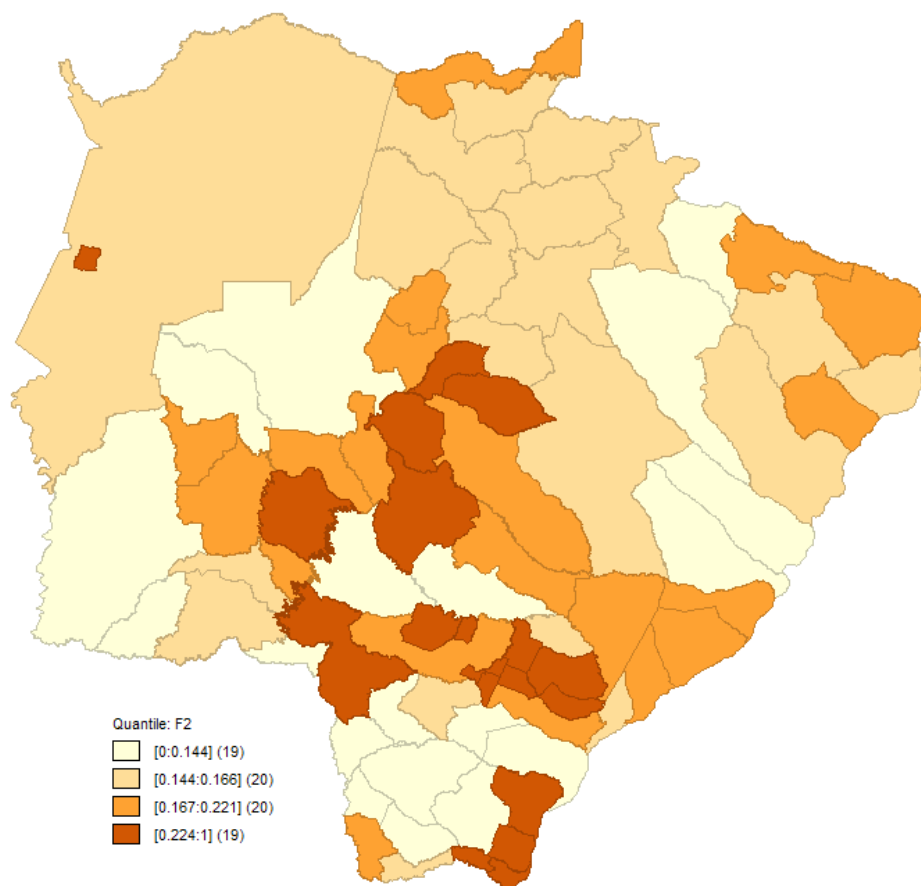 Quantile: F2
[0:0.144] (19)
[0.144:0.166] (20)
[0.167:0.221] (20)
[0.224:1] (19)